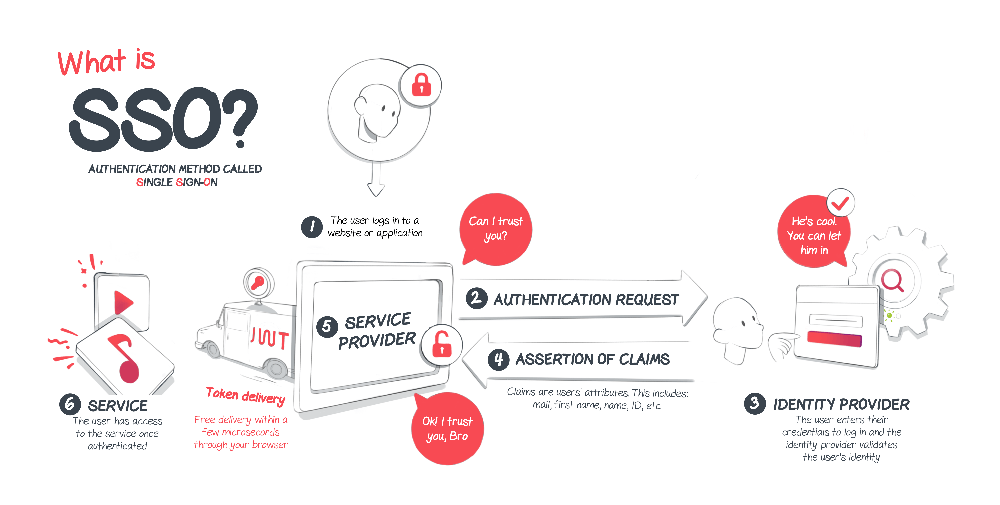 What is
SSO?
AUTHENTICATION METHOD CALLED
SINGLE SIGN-ON
1
The user logs in to a
website or application
Can I trust
you?
2 AUTHENTICATION REQUEST
He's cool.
You can let
him in
3 IDENTITY PROVIDER
The user enters their
credentials to log in and the
identity provider validates
the user's identity
4 ASSERTION OF CLAIMS
Claims are users' attributes. This includes:
mail, first name, name, ID, etc.
5 SERVICE
PROVIDER
Ok! I trust
you, Bro
JWT
Token delivery
Free delivery within a
few microseconds
through your browser
6 SERVICE
The user has access
to the service once
authenticated